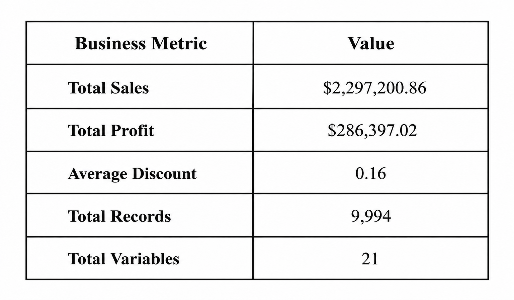 Business Metric Value
Total Sales $2,297,200.86
Total Profit $286,397.02
Average Discount 0.16
Total Records 9,994
Total Variables 21